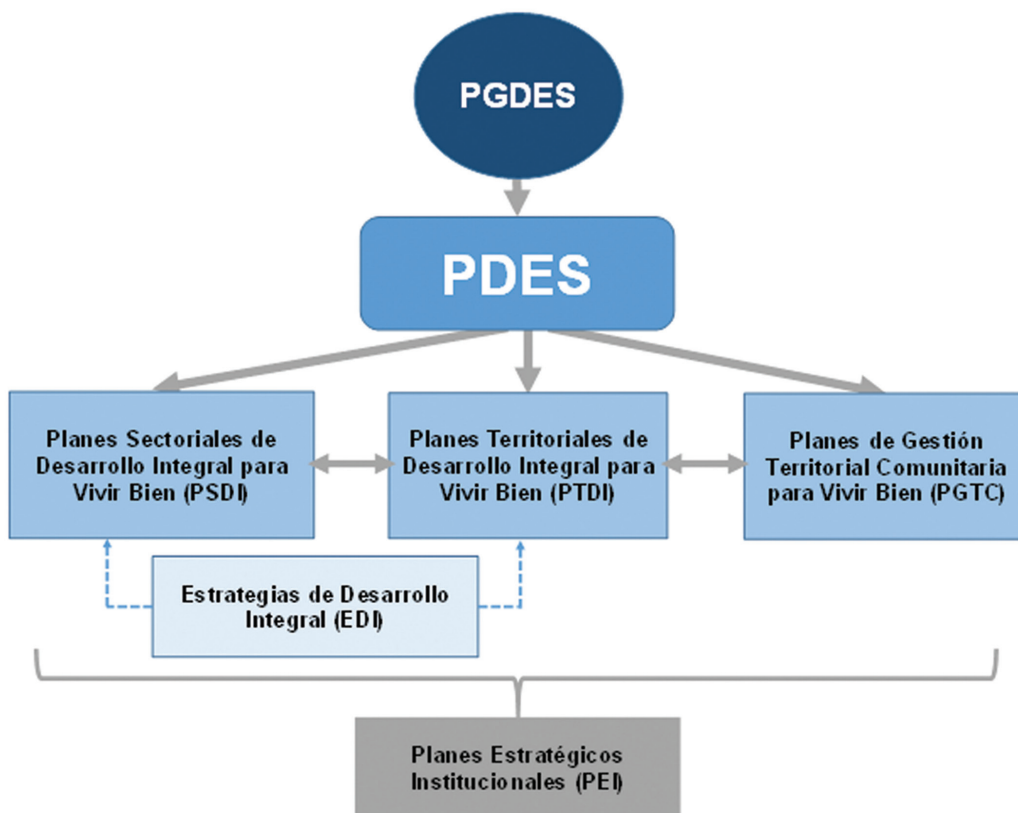 PGDES
PDES
Planes Sectoriales de
Desarrollo Integral para
Vivir Bien (PSDI)
Planes Territoriales de
Desarrollo Integral para
Vivir Bien (PTDI)
Planes de Gestión
Territorial Comunitaria
para Vivir Bien (PGTC)
Estrategias de Desarrollo
Integral (EDI)
Planes Estratégicos
Institucionales (PEI)